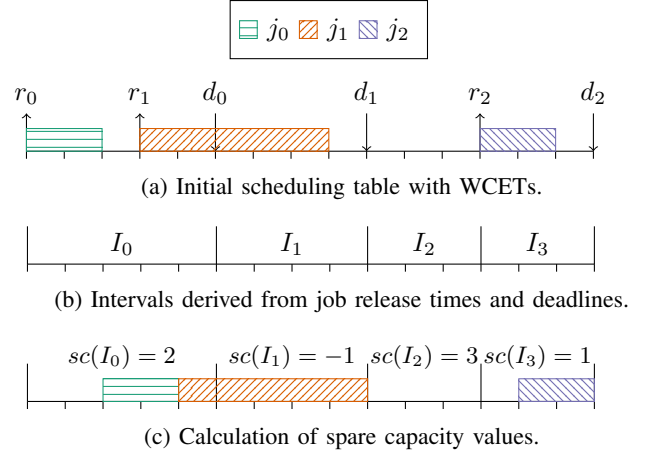 j₀ j₁ j₂
r₀ r₁ d₀ d₁ r₂ d₂
(a) Initial scheduling table with WCETs.
I₀ I₁ I₂ I₃
(b) Intervals derived from job release times and deadlines.
sc(I₀) = 2 sc(I₁) = −1 sc(I₂) = 3 sc(I₃) = 1
(c) Calculation of spare capacity values.